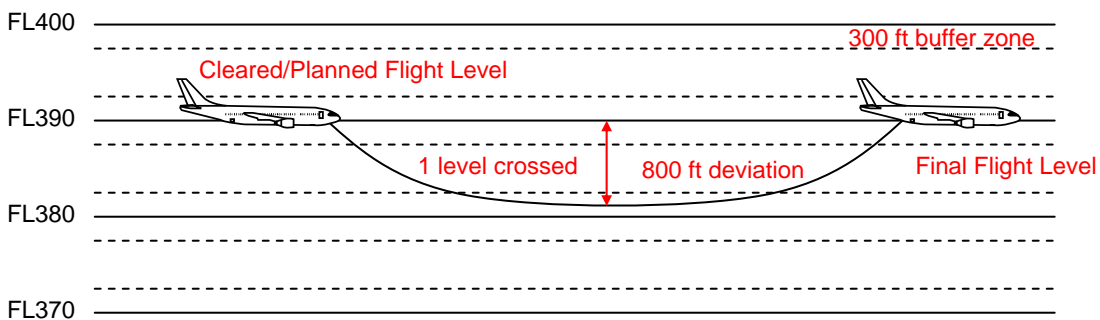 FL400
300 ft buffer zone
Cleared/Planned Flight Level
FL390
1 level crossed
800 ft deviation
Final Flight Level
FL380
FL370